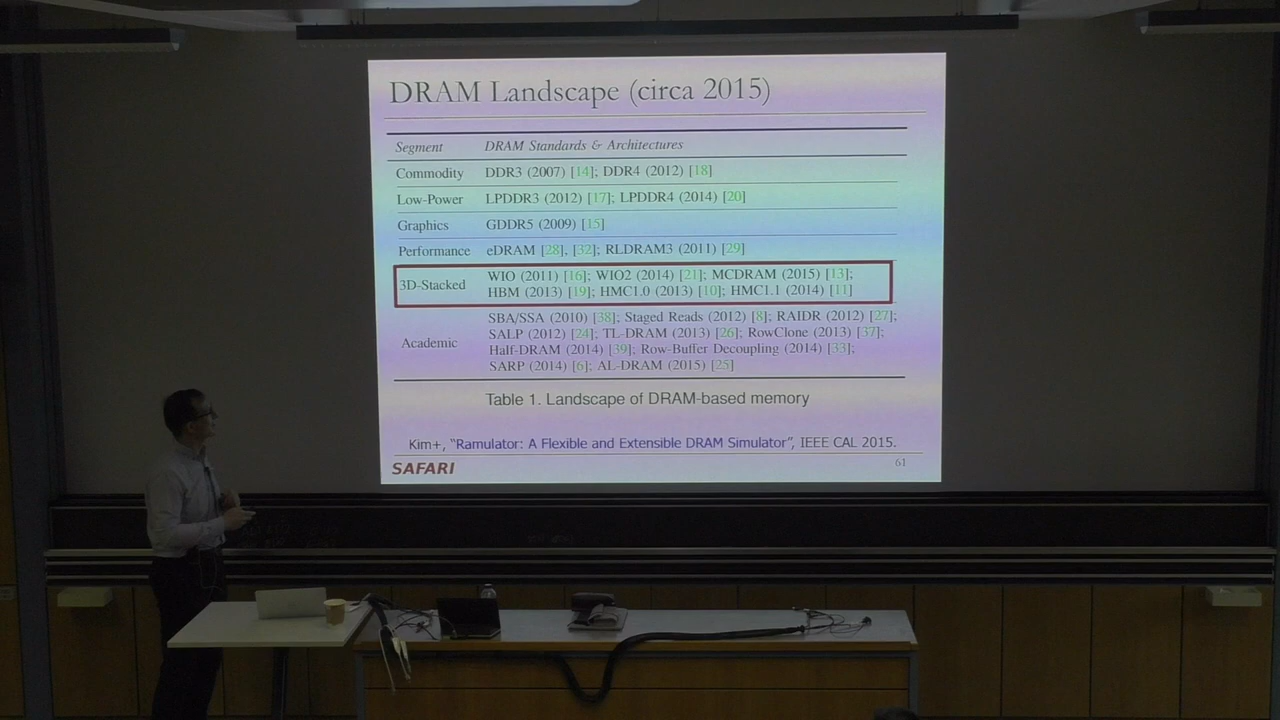 DRAM Landscape (circa 2015)
Segment DRAM Standards & Architectures
Commodity DDR3 (2007) [14]; DDR4 (2012) [18]
Low-Power LPDDR3 (2012) [17]; LPDDR4 (2014) [20]
Graphics GDDR5 (2009) [15]
Performance eDRAM [28], [32]; RLDRAM3 (2011) [29]
3D-Stacked WIO (2011) [16]; WIO2 (2014) [21]; MCDRAM (2015) [13];
HBM (2013) [19]; HMC1.0 (2013) [10]; HMC1.1 (2014) [11]
Academic SBA/SSA (2010) [38]; Staged Reads (2012) [8]; RAIDR (2012) [27];
SALP (2012) [24]; TL-DRAM (2013) [26]; RowClone (2013) [37];
Half-DRAM (2014) [39]; Row-Buffer Decoupling (2014) [33];
SARP (2014) [6]; AL-DRAM (2015) [25]
Table 1. Landscape of DRAM-based memory
Kim+, “Ramulator: A Flexible and Extensible DRAM Simulator”, IEEE CAL 2015.
SAFARI 61